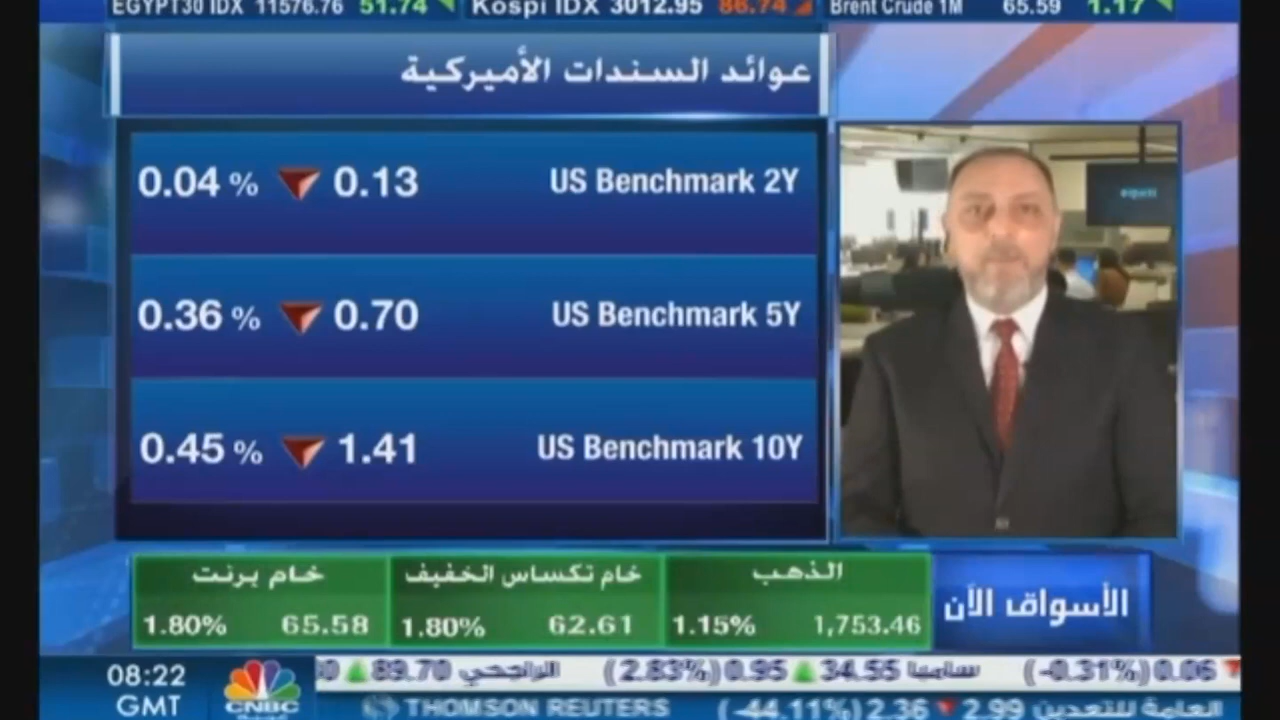 EGYPT30 IDX 11576.76 51.74 Kospi IDX 3012.95 86.74 Brent Crude 1M 65.59 1.17
عوائد السندات الأميركية
0.04 % 0.13 US Benchmark 2Y
0.36 % 0.70 US Benchmark 5Y
0.45 % 1.41 US Benchmark 10Y
equiti
الأسواق الآن
الذهب
1,753.46 1.15%
خام تكساس الخفيف
62.61 1.80%
خام برنت
65.58 1.80%
08:22
GMT
CNBC
عربية
0.06 (-0.31%) سامبا 34.55 0.95 (2.83%) الراجحي 89.70
THOMSON REUTERS
العامة للتعدين 2.99 2.36 (-44.11%)